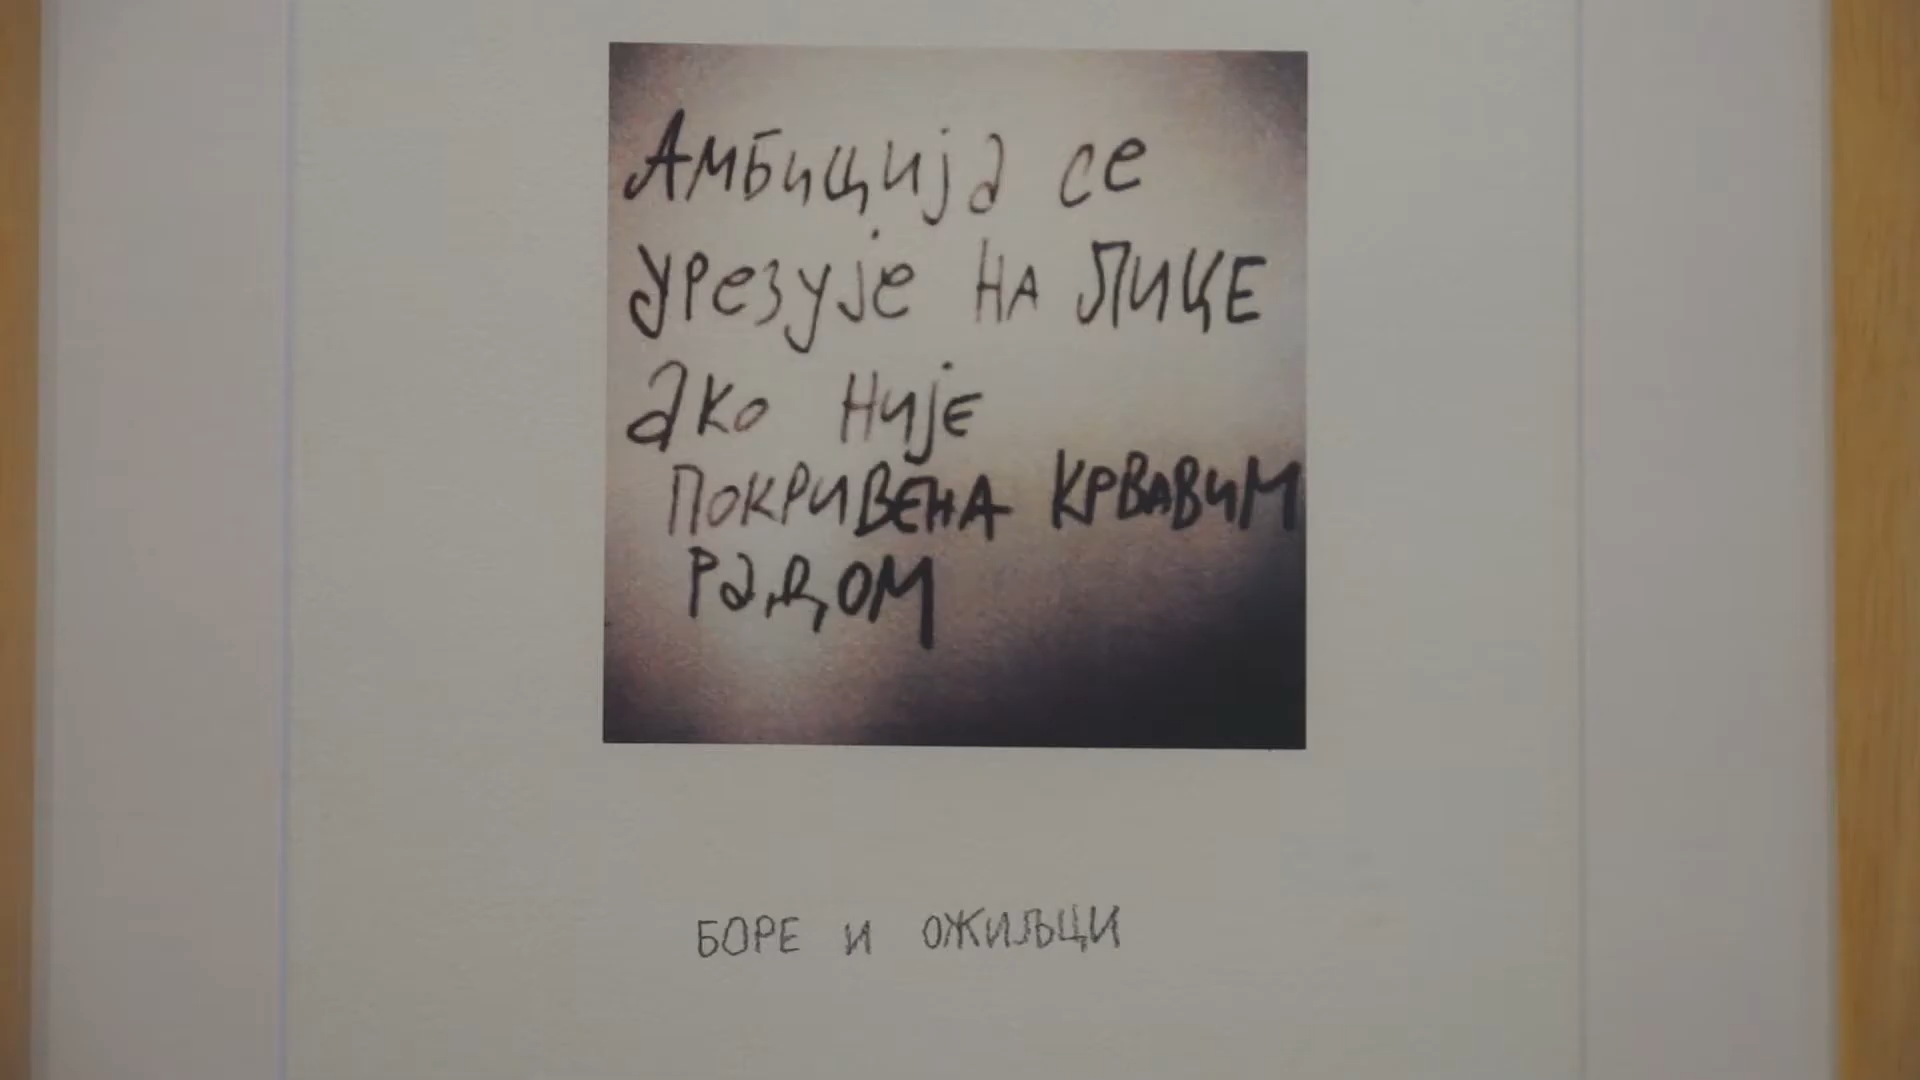 Амбиција се
урезује на лице
ако није
покривена крвавим
радом
БОРЕ И ОЖИЉЦИ